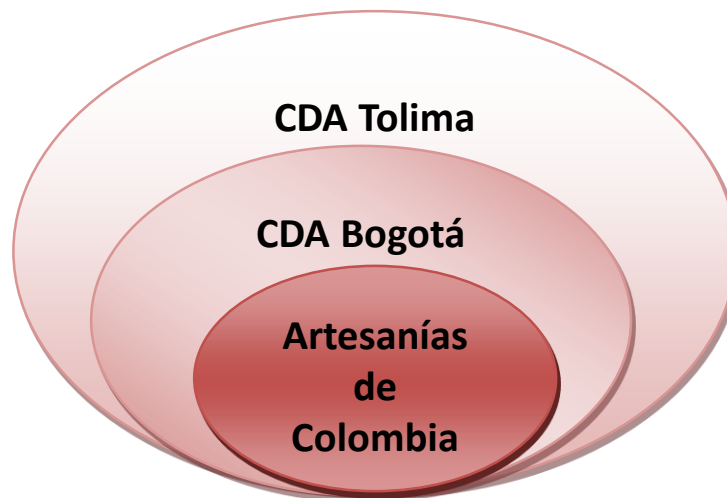 CDA Tolima
CDA Bogotá
Artesanías
de
Colombia